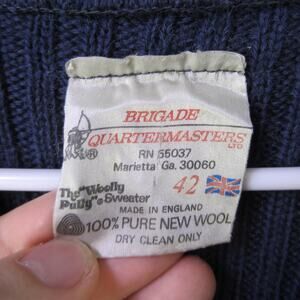 BRIGADE
QUARTERMASTERS LTD
®
RN 55037
Marietta Ga. 30060
42
The "Woolly
Pully"® Sweater
MADE IN ENGLAND
100% PURE NEW WOOL
DRY CLEAN ONLY